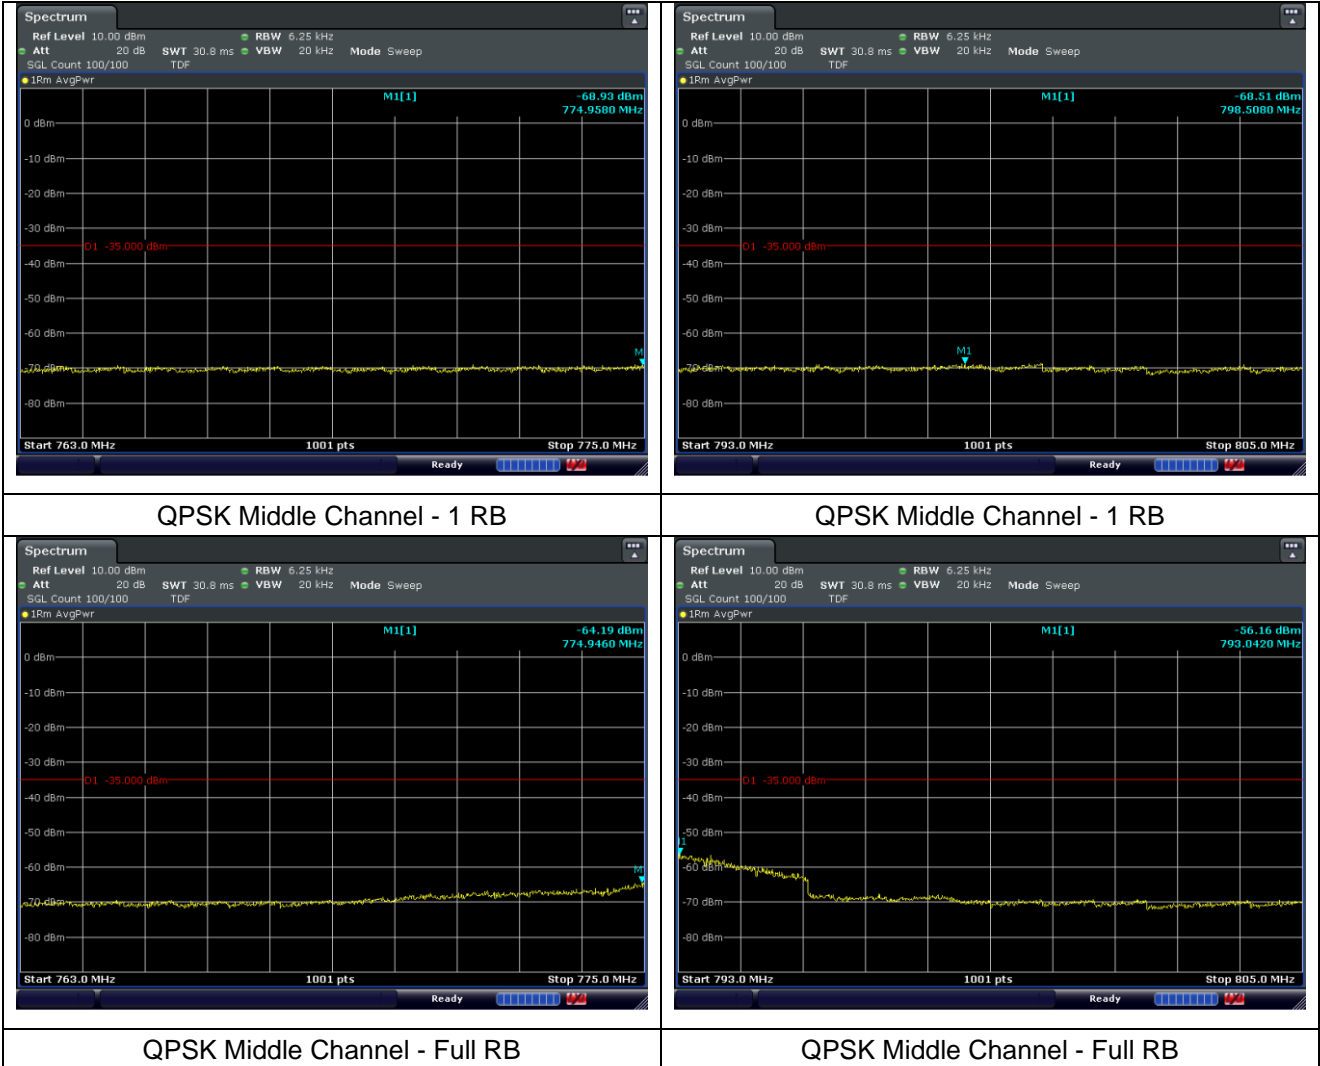 Spectrum
Ref Level 10.00 dBm RBW 6.25 kHz
Att 20 dB SWT 30.8 ms VBW 20 kHz Mode Sweep
SGL Count 100/100 TDF
1Rm AvgPwr
M1[1] -68.93 dBm
774.9580 MHz
0 dBm
-10 dBm
-20 dBm
-30 dBm
D1 -35.000 dBm
-40 dBm
-50 dBm
-60 dBm
M
-70 dBm
-80 dBm
Start 763.0 MHz 1001 pts Stop 775.0 MHz
Ready
QPSK Middle Channel - 1 RB
Spectrum
Ref Level 10.00 dBm RBW 6.25 kHz
Att 20 dB SWT 30.8 ms VBW 20 kHz Mode Sweep
SGL Count 100/100 TDF
1Rm AvgPwr
M1[1] -68.51 dBm
798.5080 MHz
0 dBm
-10 dBm
-20 dBm
-30 dBm
D1 -35.000 dBm
-40 dBm
-50 dBm
-60 dBm
M1
-70 dBm
-80 dBm
Start 793.0 MHz 1001 pts Stop 805.0 MHz
Ready
QPSK Middle Channel - 1 RB
Spectrum
Ref Level 10.00 dBm RBW 6.25 kHz
Att 20 dB SWT 30.8 ms VBW 20 kHz Mode Sweep
SGL Count 100/100 TDF
1Rm AvgPwr
M1[1] -64.19 dBm
774.9460 MHz
0 dBm
-10 dBm
-20 dBm
-30 dBm
D1 -35.000 dBm
-40 dBm
-50 dBm
-60 dBm
M
-70 dBm
-80 dBm
Start 763.0 MHz 1001 pts Stop 775.0 MHz
Ready
QPSK Middle Channel - Full RB
Spectrum
Ref Level 10.00 dBm RBW 6.25 kHz
Att 20 dB SWT 30.8 ms VBW 20 kHz Mode Sweep
SGL Count 100/100 TDF
1Rm AvgPwr
M1[1] -56.16 dBm
793.0420 MHz
0 dBm
-10 dBm
-20 dBm
-30 dBm
D1 -35.000 dBm
-40 dBm
-50 dBm
1
-60 dBm
-70 dBm
-80 dBm
Start 793.0 MHz 1001 pts Stop 805.0 MHz
Ready
QPSK Middle Channel - Full RB